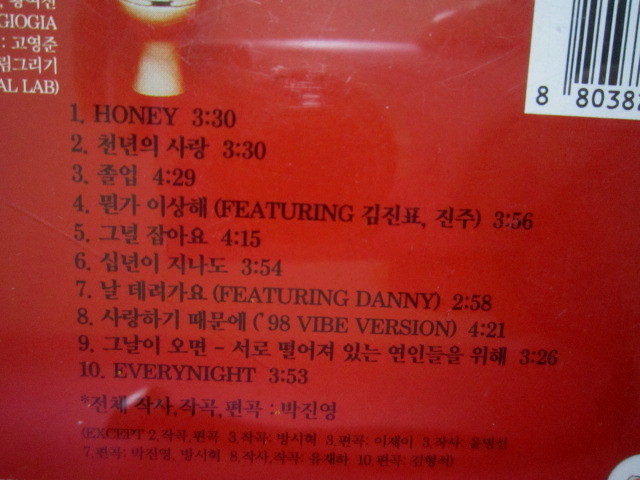 GIOGIA
: 고영준
림그리기
AL LAB)
8 80382
1. HONEY 3:30
2. 천년의 사랑 3:30
3. 졸업 4:29
4. 뭔가 이상해 (FEATURING 김진표, 진주) 3:56
5. 그녈 잡아요 4:15
6. 십년이 지나도 3:54
7. 날 데려가요 (FEATURING DANNY) 2:58
8. 사랑하기 때문에 ('98 VIBE VERSION) 4:21
9. 그날이 오면 - 서로 떨어져 있는 연인들을 위해 3:26
10. EVERYNIGHT 3:53
*전체 작사,작곡,편곡 : 박진영
(EXCEPT 2.작곡,편곡 3.작곡: 방시혁 3.편곡: 이제이 3.작사: 윤명선
7.편곡: 박진영, 방시혁 8.작사,작곡: 유재하 10.편곡: 김형석)